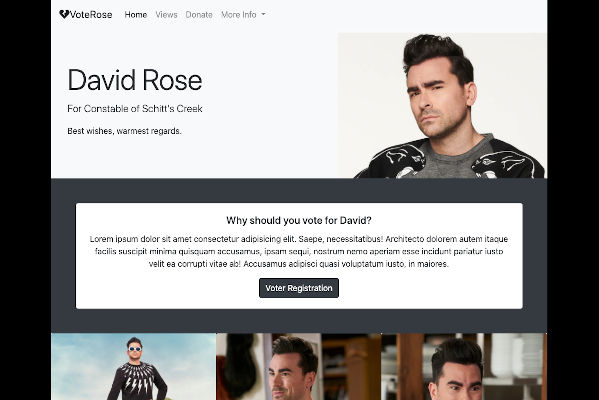 VoteRose Home Views Donate More Info
David Rose
For Constable of Schitt's Creek
Best wishes, warmest regards.
Why should you vote for David?
Lorem ipsum dolor sit amet consectetur adipisicing elit. Saepe, necessitatibus! Architecto dolorem autem itaque
facilis suscipit minima quisquam accusamus, ipsam sequi, nostrum nemo aperiam esse incidunt pariatur iusto
velit ea corrupti vitae ab! Accusamus adipisci quasi voluptatum iusto, in maiores.
Voter Registration